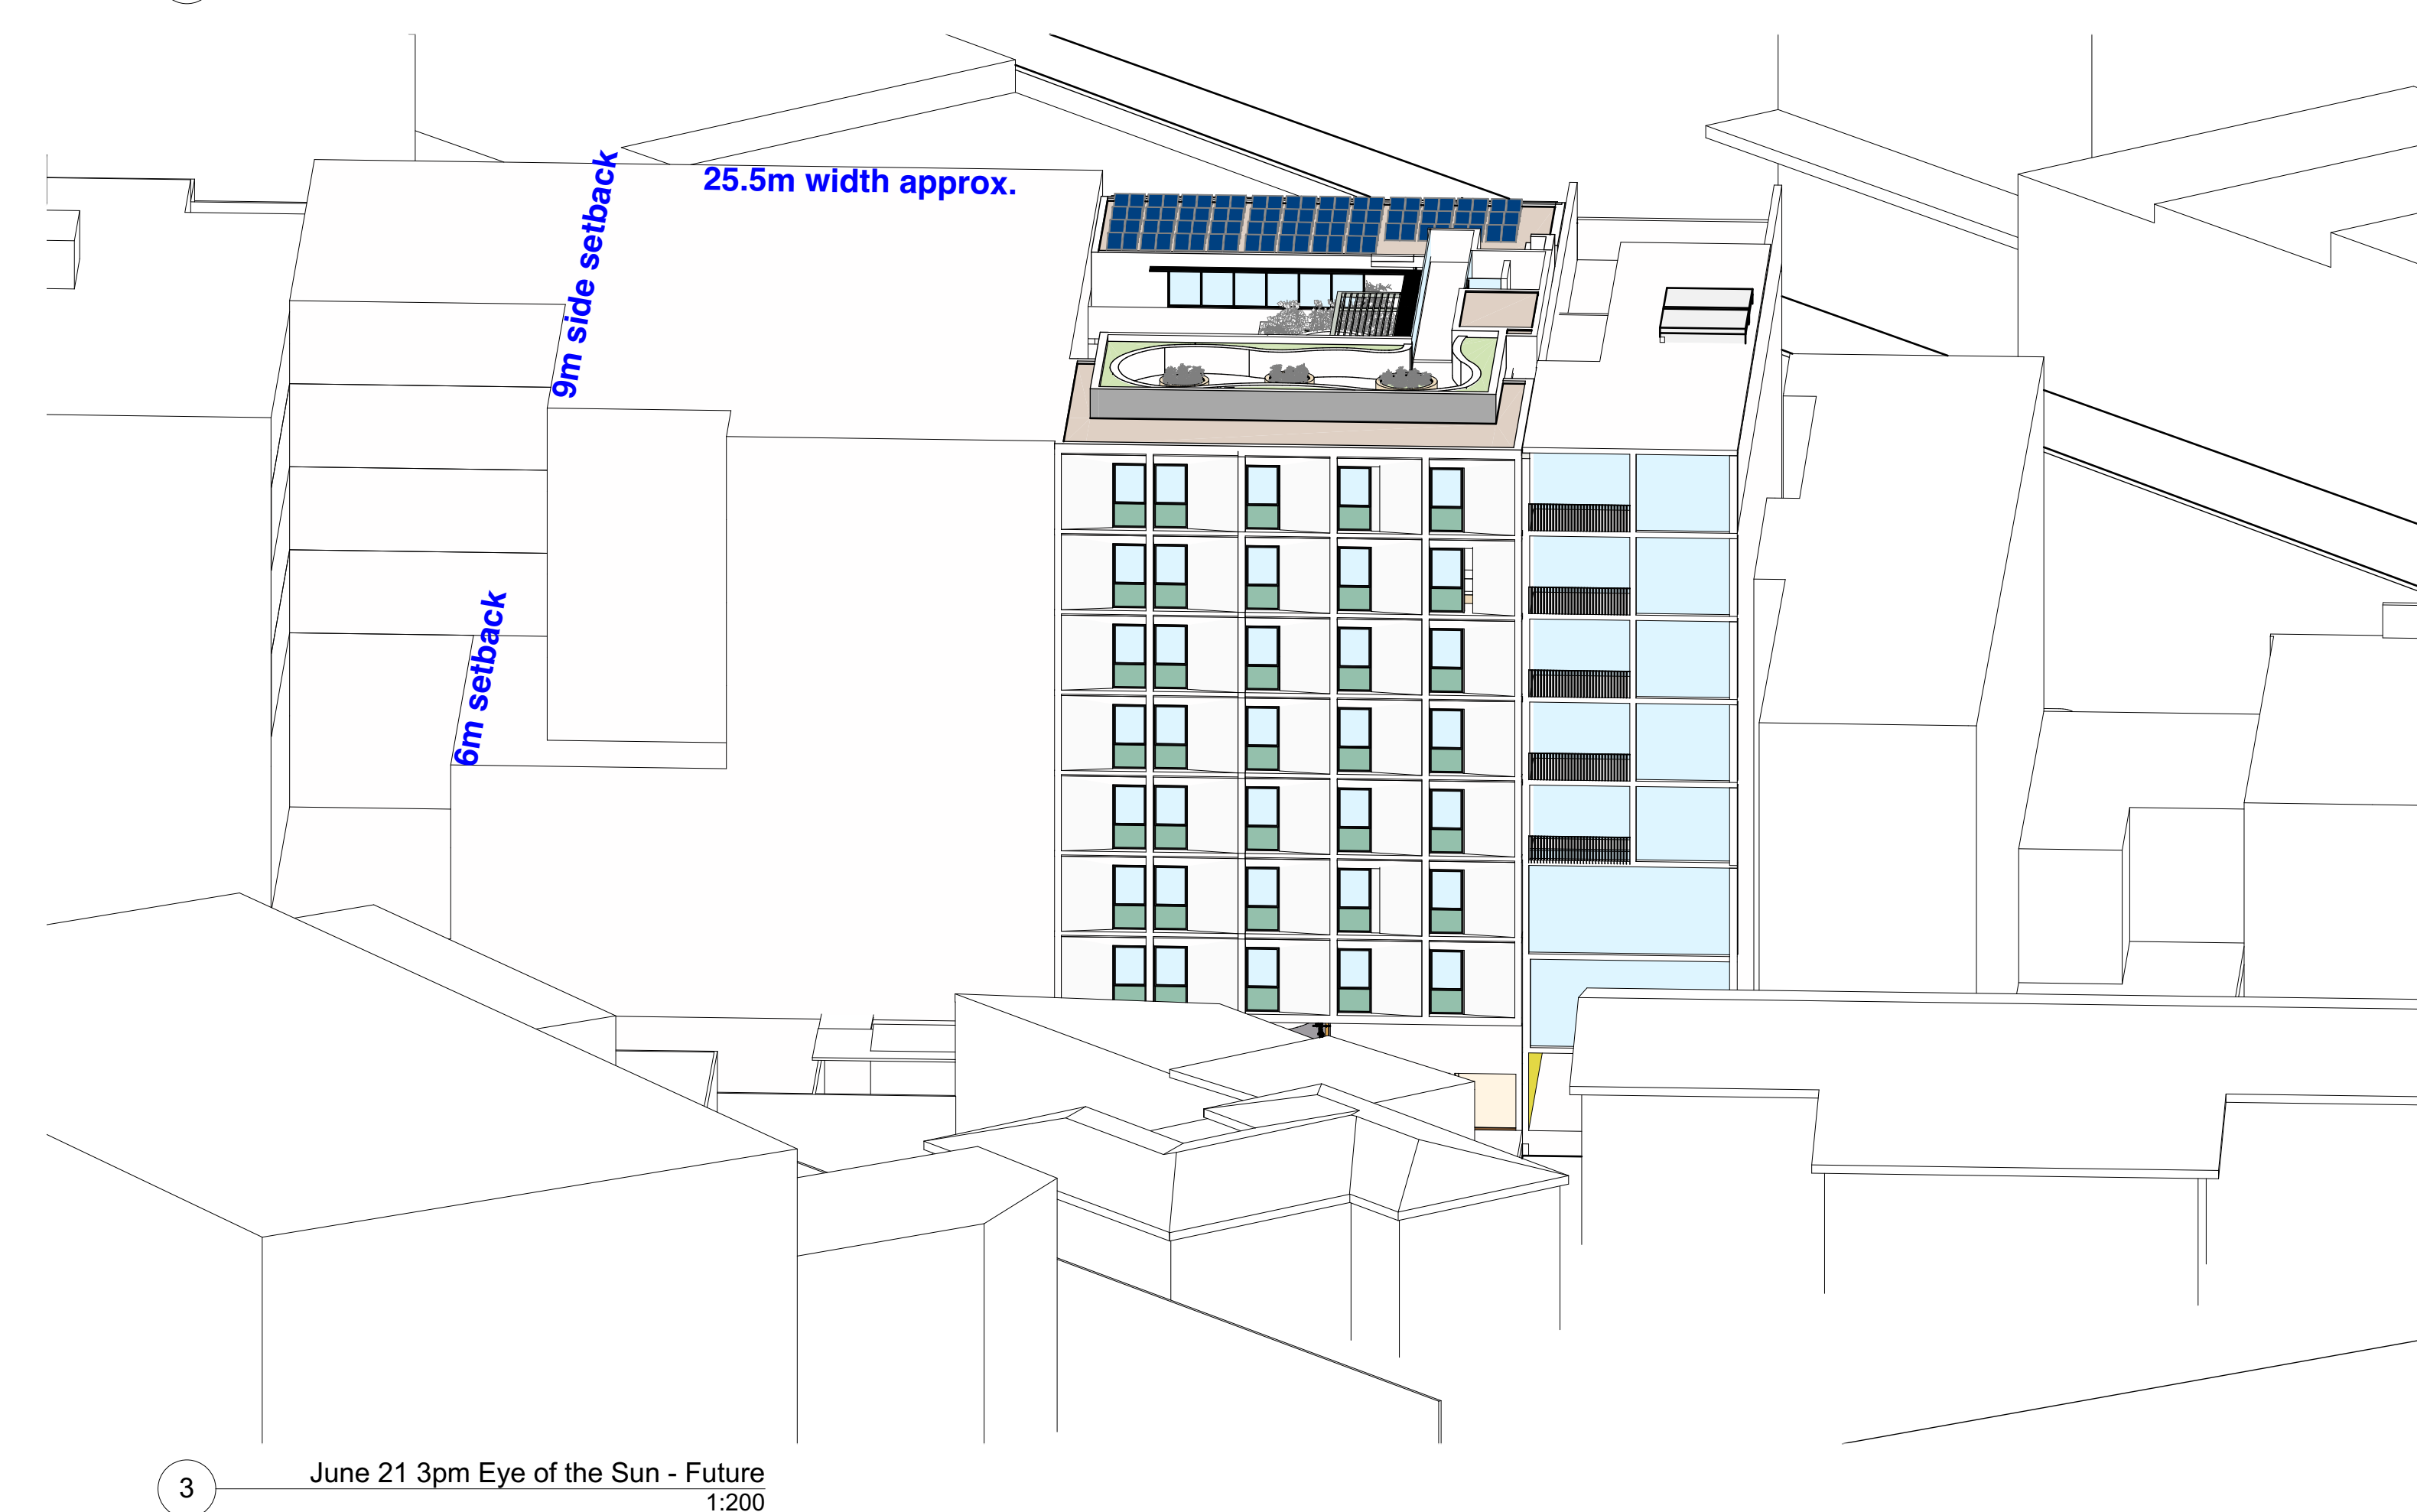 25.5m width approx.
9m side setback
6m setback
3
June 21 3pm Eye of the Sun - Future
1:200